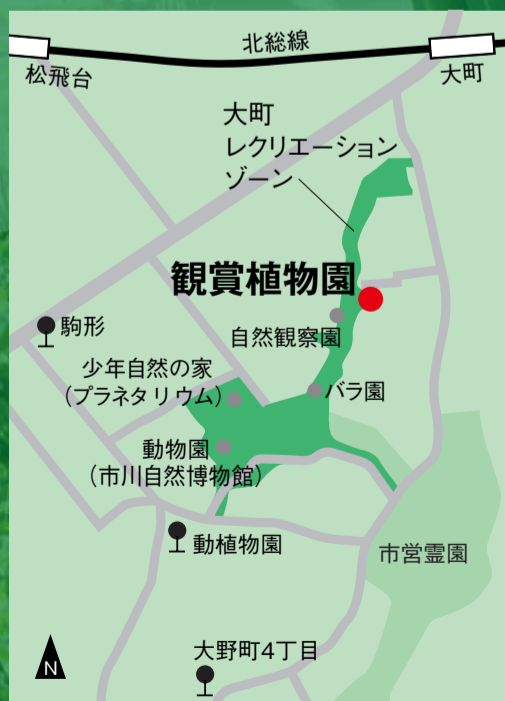 北総線
松飛台
大町
大町
レクリエーション
ゾーン
観賞植物園
駒形
自然観察園
少年自然の家
(プラネタリウム)
バラ園
動物園
(市川自然博物館)
動植物園
市営霊園
大野町4丁目
N